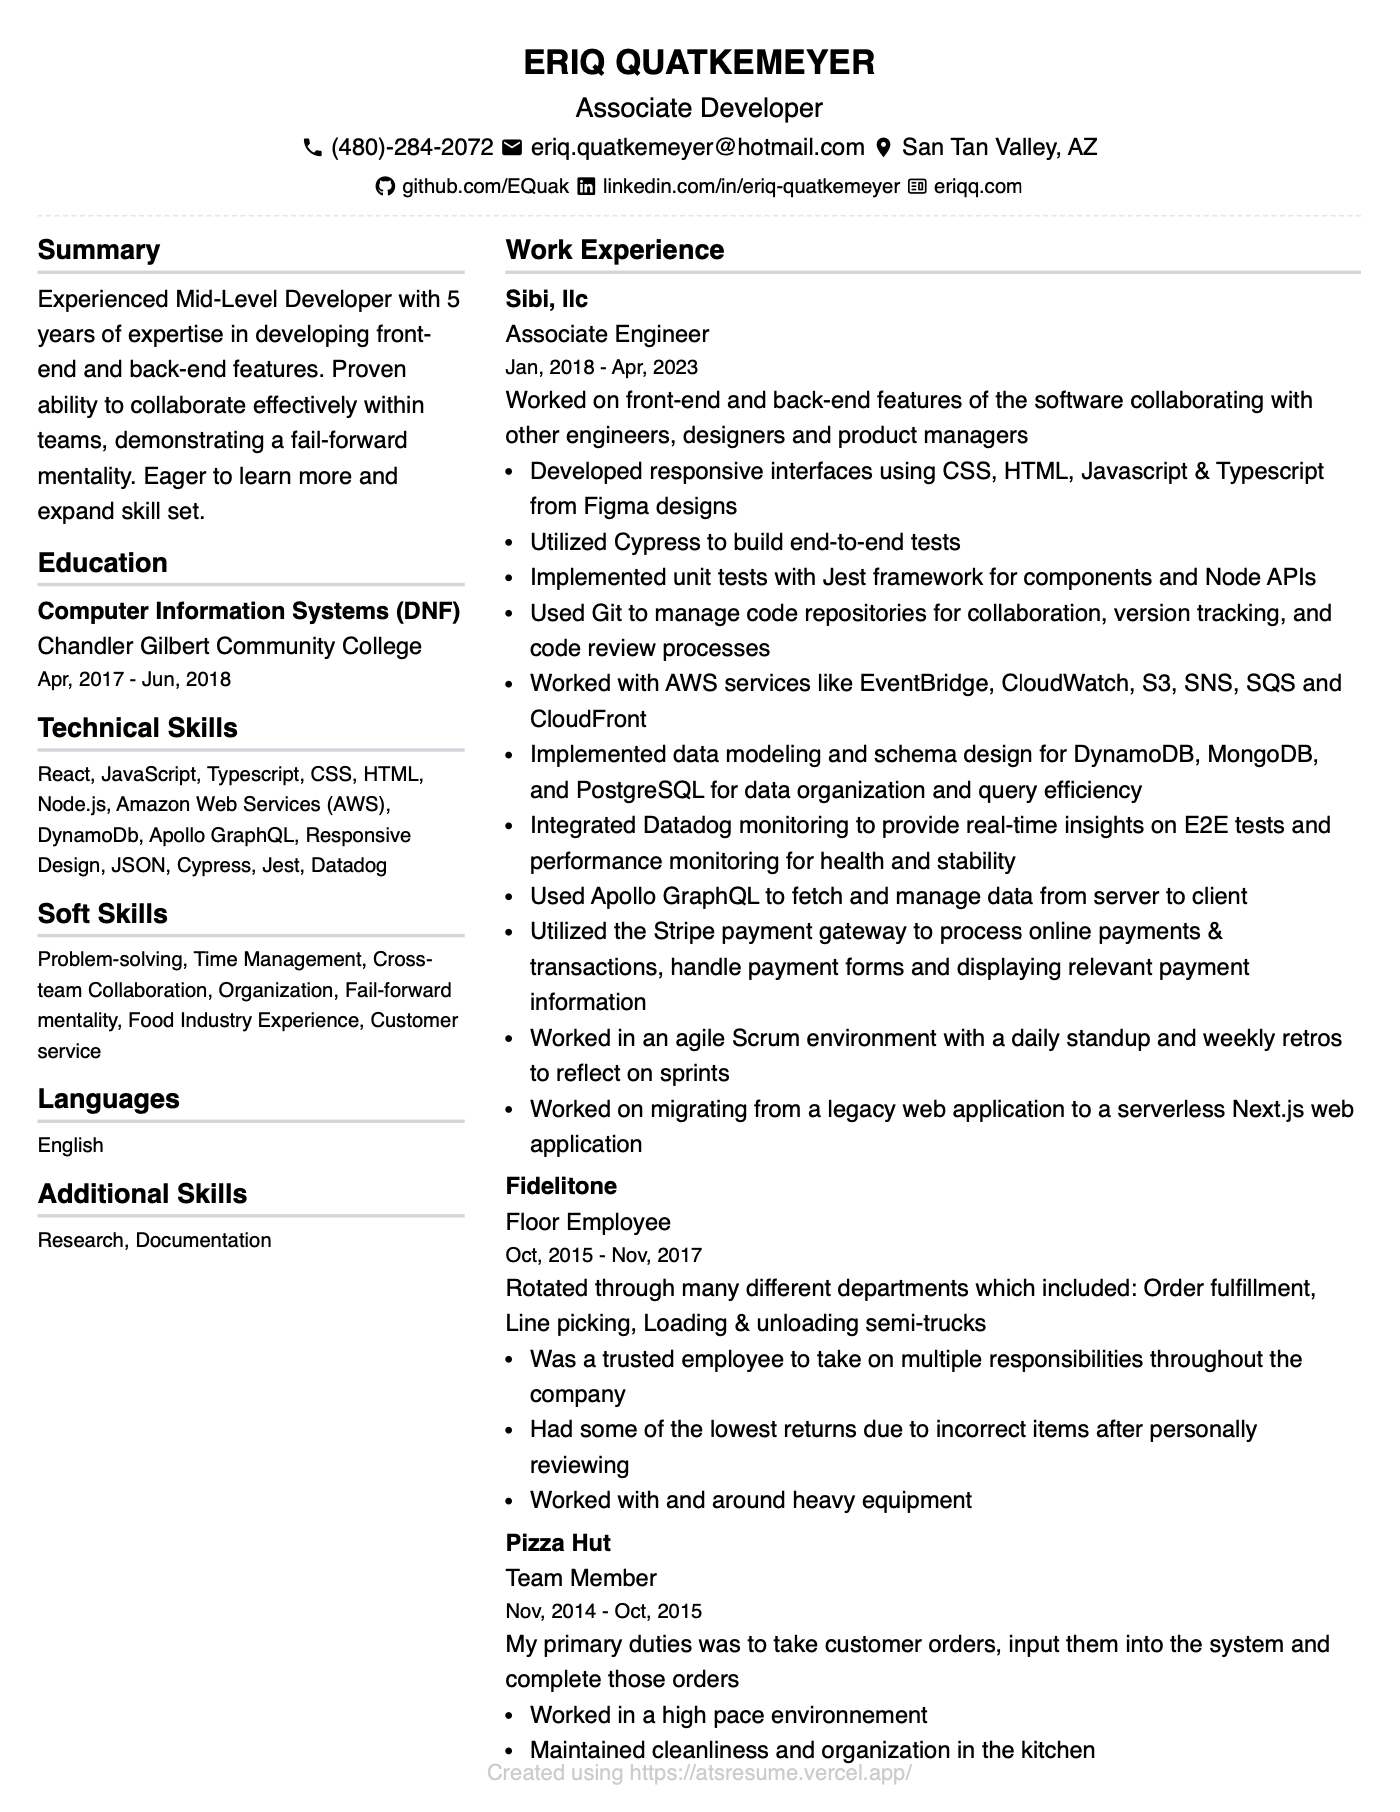 ERIQ QUATKEMEYER
Associate Developer
(480)-284-2072 eriq.quatkemeyer@hotmail.com San Tan Valley, AZ
github.com/EQuak linkedin.com/in/eriq-quatkemeyer eriqq.com
Summary
Experienced Mid-Level Developer with 5
years of expertise in developing front-
end and back-end features. Proven
ability to collaborate effectively within
teams, demonstrating a fail-forward
mentality. Eager to learn more and
expand skill set.
Education
Computer Information Systems (DNF)
Chandler Gilbert Community College
Apr, 2017 - Jun, 2018
Technical Skills
React, JavaScript, Typescript, CSS, HTML,
Node.js, Amazon Web Services (AWS),
DynamoDb, Apollo GraphQL, Responsive
Design, JSON, Cypress, Jest, Datadog
Soft Skills
Problem-solving, Time Management, Cross-
team Collaboration, Organization, Fail-forward
mentality, Food Industry Experience, Customer
service
Languages
English
Additional Skills
Research, Documentation
Work Experience
Sibi, llc
Associate Engineer
Jan, 2018 - Apr, 2023
Worked on front-end and back-end features of the software collaborating with
other engineers, designers and product managers
• Developed responsive interfaces using CSS, HTML, Javascript & Typescript
from Figma designs
• Utilized Cypress to build end-to-end tests
• Implemented unit tests with Jest framework for components and Node APIs
• Used Git to manage code repositories for collaboration, version tracking, and
code review processes
• Worked with AWS services like EventBridge, CloudWatch, S3, SNS, SQS and
CloudFront
• Implemented data modeling and schema design for DynamoDB, MongoDB,
and PostgreSQL for data organization and query efficiency
• Integrated Datadog monitoring to provide real-time insights on E2E tests and
performance monitoring for health and stability
• Used Apollo GraphQL to fetch and manage data from server to client
• Utilized the Stripe payment gateway to process online payments &
transactions, handle payment forms and displaying relevant payment
information
• Worked in an agile Scrum environment with a daily standup and weekly retros
to reflect on sprints
• Worked on migrating from a legacy web application to a serverless Next.js web
application
Fidelitone
Floor Employee
Oct, 2015 - Nov, 2017
Rotated through many different departments which included: Order fulfillment,
Line picking, Loading & unloading semi-trucks
• Was a trusted employee to take on multiple responsibilities throughout the
company
• Had some of the lowest returns due to incorrect items after personally
reviewing
• Worked with and around heavy equipment
Pizza Hut
Team Member
Nov, 2014 - Oct, 2015
My primary duties was to take customer orders, input them into the system and
complete those orders
• Worked in a high pace environnement
• Maintained cleanliness and organization in the kitchen
Created using https://atsresume.vercel.app/